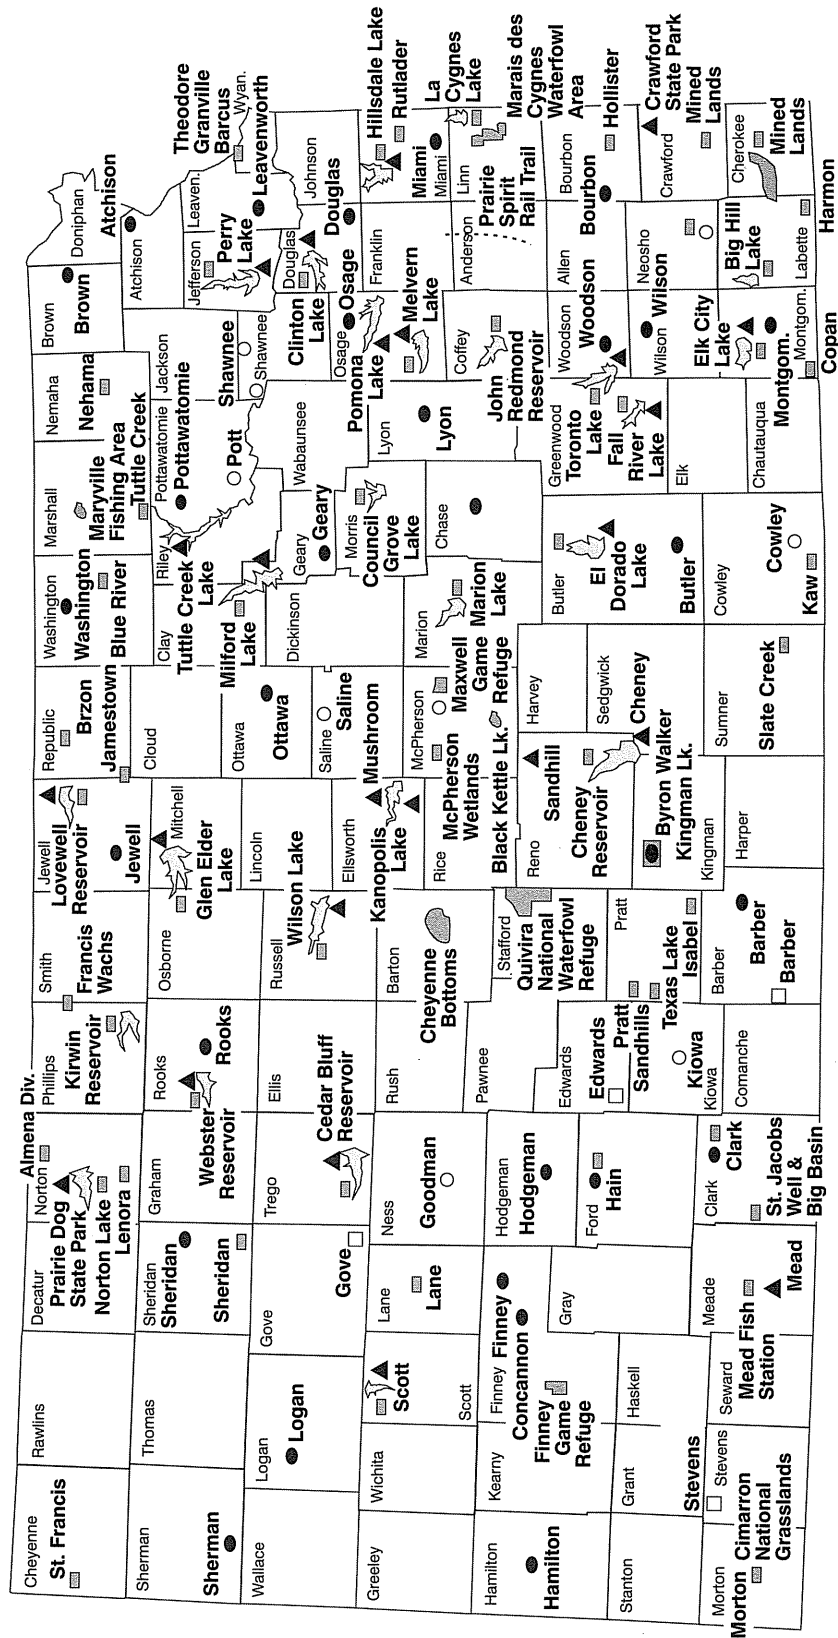 Cheyenne
St. Francis
Rawlins
Decatur
Prairie Dog
State Park
Norton Lake
Lenora
Norton
Almena Div.
Phillips
Kirwin
Reservoir
Smith
Francis
Wachs
Jewell
Lovewell
Reservoir
Jewell
Republic
Brzon
Jamestown
Washington
Washington
Blue River
Marshall
Maryville
Fishing Area
Tuttle Creek
Nemaha
Nehama
Brown
Brown
Doniphan
Atchison
Sherman
Sherman
Thomas
Sheridan
Sheridan
Sheridan
Graham
Webster
Reservoir
Rooks
Rooks
Osborne
Mitchell
Glen Elder
Lake
Cloud
Clay
Riley
Tuttle Creek
Lake
Pottawatomie
Pottawatomie
Pott
Jackson
Atchison
Jefferson
Perry
Lake
Leaven.
Leavenworth
Theodore
Granville
Barcus
Wyan.
Wallace
Logan
Logan
Gove
Gove
Trego
Cedar Bluff
Reservoir
Ellis
Russell
Wilson Lake
Lincoln
Ottawa
Ottawa
Milford
Lake
Dickinson
Geary
Geary
Wabaunsee
Shawnee
Shawnee
Douglas
Clinton
Lake
Douglas
Johnson
Greeley
Wichita
Scott
Scott
Lane
Lane
Ness
Goodman
Rush
Barton
Cheyenne
Bottoms
Ellsworth
Kanopolis
Lake
Mushroom
Saline
Saline
Morris
Council
Grove
Lake
Lyon
Lyon
Osage
Osage
Pomona
Lake
Melvern
Lake
Franklin
Miami
Miami
Hillsdale Lake
Rutlader
Hamilton
Hamilton
Kearny
Finney
Finney
Concannon
Finney
Game
Refuge
Hodgeman
Hodgeman
Pawnee
Stafford
Quivira
National
Waterfowl
Refuge
Rice
McPherson
McPherson
Wetlands
Black Kettle Lk.
Maxwell
Game
Refuge
Marion
Marion
Lake
Chase
Coffey
John
Redmond
Reservoir
Anderson
Prairie
Spirit
Rail Trail
Linn
La
Cygnes
Lake
Marais des
Cygnes
Waterfowl
Area
Stanton
Grant
Haskell
Gray
Ford
Hain
Edwards
Edwards
Pratt
Pratt
Sandhills
Texas Lake
Isabel
Reno
Sandhill
Cheney
Reservoir
Harvey
Sedgwick
Cheney
Butler
El
Dorado
Lake
Butler
Greenwood
Toronto
Lake
Fall
River
Lake
Woodson
Woodson
Allen
Bourbon
Bourbon
Hollister
Morton
Morton
Cimarron
National
Grasslands
Stevens
Stevens
Seward
Mead Fish
Station
Meade
Mead
Clark
Clark
St. Jacobs
Well &
Big Basin
Kiowa
Kiowa
Comanche
Barber
Barber
Barber
Kingman
Byron Walker
Kingman Lk.
Harper
Sumner
Slate Creek
Cowley
Cowley
Kaw
Elk
Chautauqua
Wilson
Wilson
Elk City
Lake
Montgom.
Montgom.
Copan
Neosho
Big Hill
Lake
Labette
Harmon
Crawford
Crawford
State Park
Mined
Lands
Cherokee
Mined
Lands